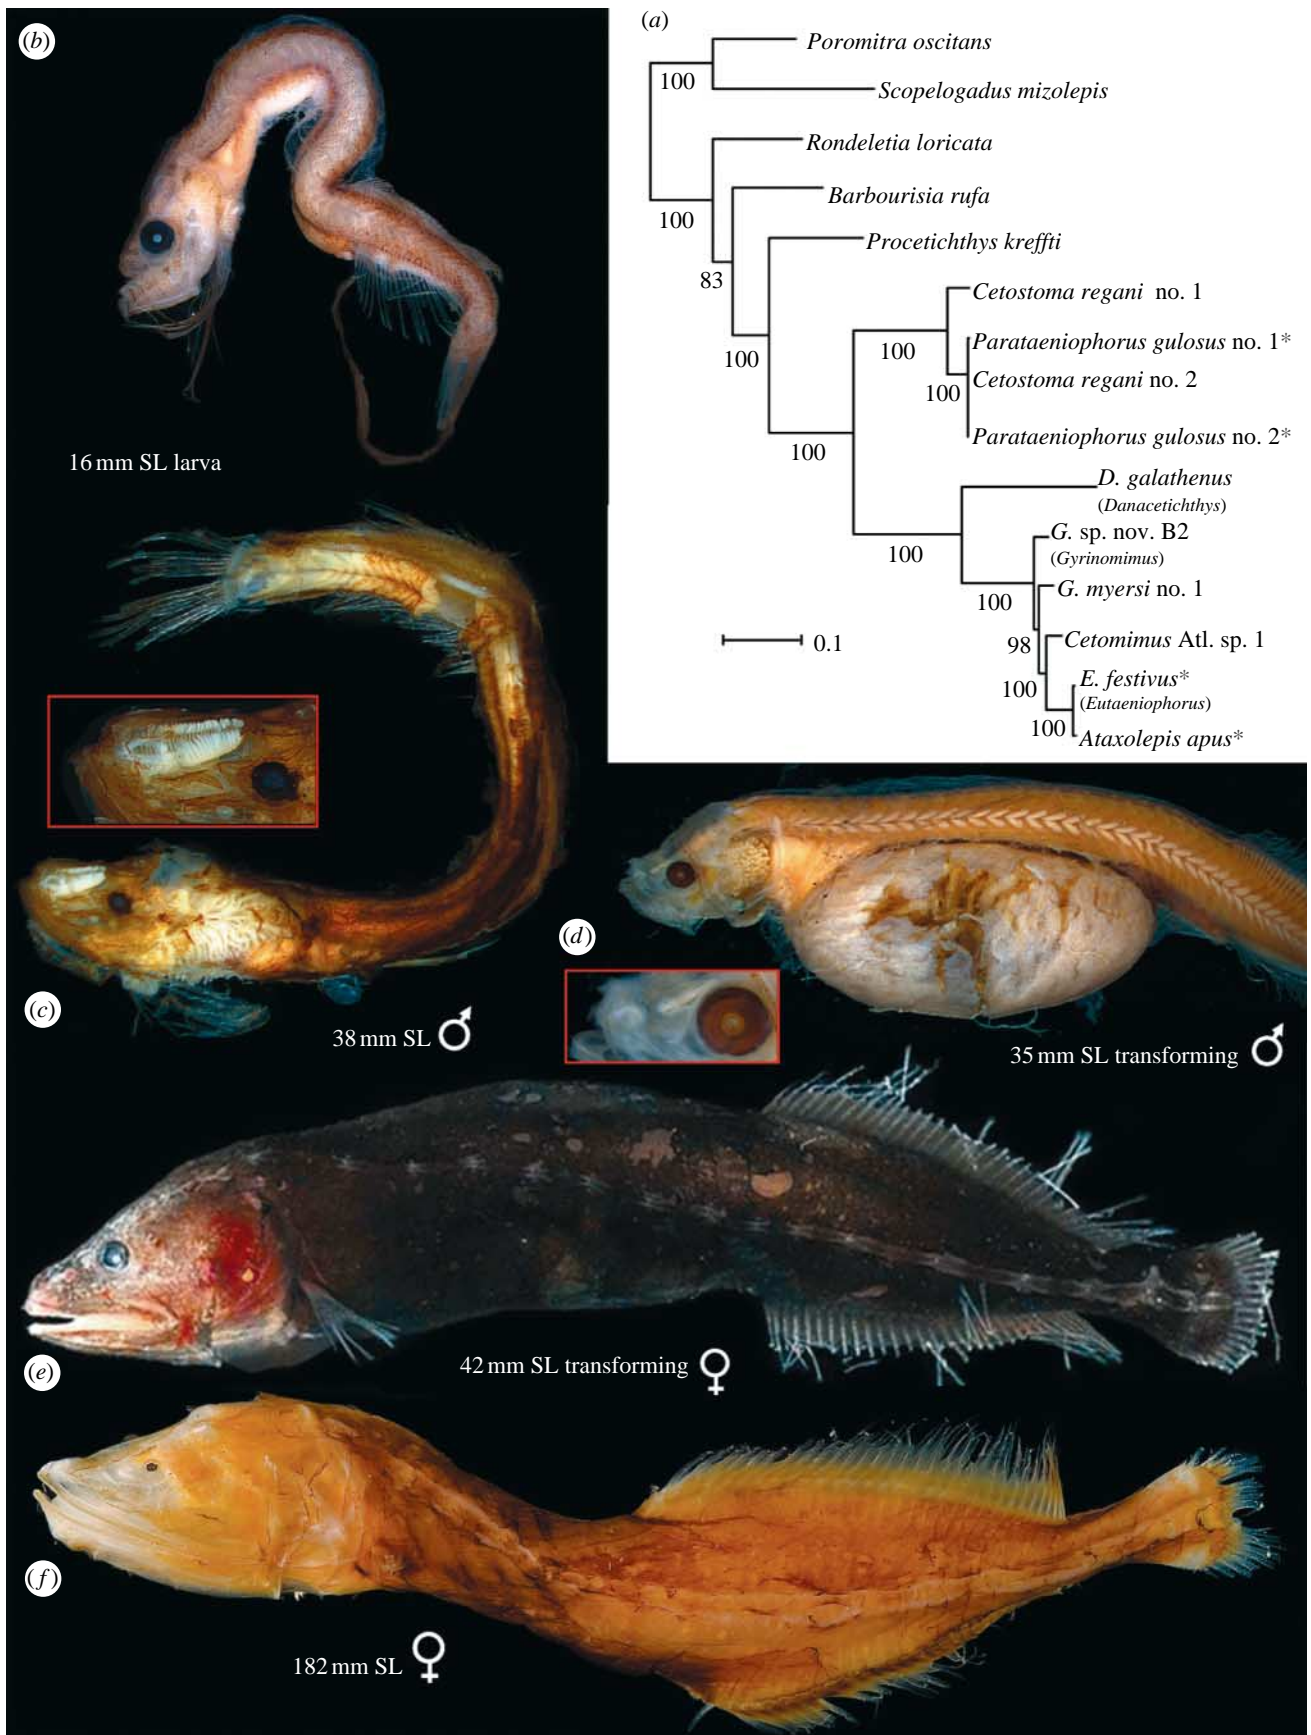 (b)
16 mm SL larva
(a)
Poromitra oscitans
100
Scopelogadus mizolepis
Rondeletia loricata
100
Barbourisia rufa
83
Procetichthys kreffti
100
Cetostoma regani no. 1
100
Parataeniophorus gulosus no. 1*
100
Cetostoma regani no. 2
Parataeniophorus gulosus no. 2*
100
D. galathenus
(Danacetichthys)
100
G. sp. nov. B2
(Gyrinomimus)
100
G. myersi no. 1
98
Cetomimus Atl. sp. 1
100
E. festivus*
(Eutaeniophorus)
100
Ataxolepis apus*
0.1
(c)
38 mm SL ♂
(d)
35 mm SL transforming ♂
(e)
42 mm SL transforming ♀
(f)
182 mm SL ♀